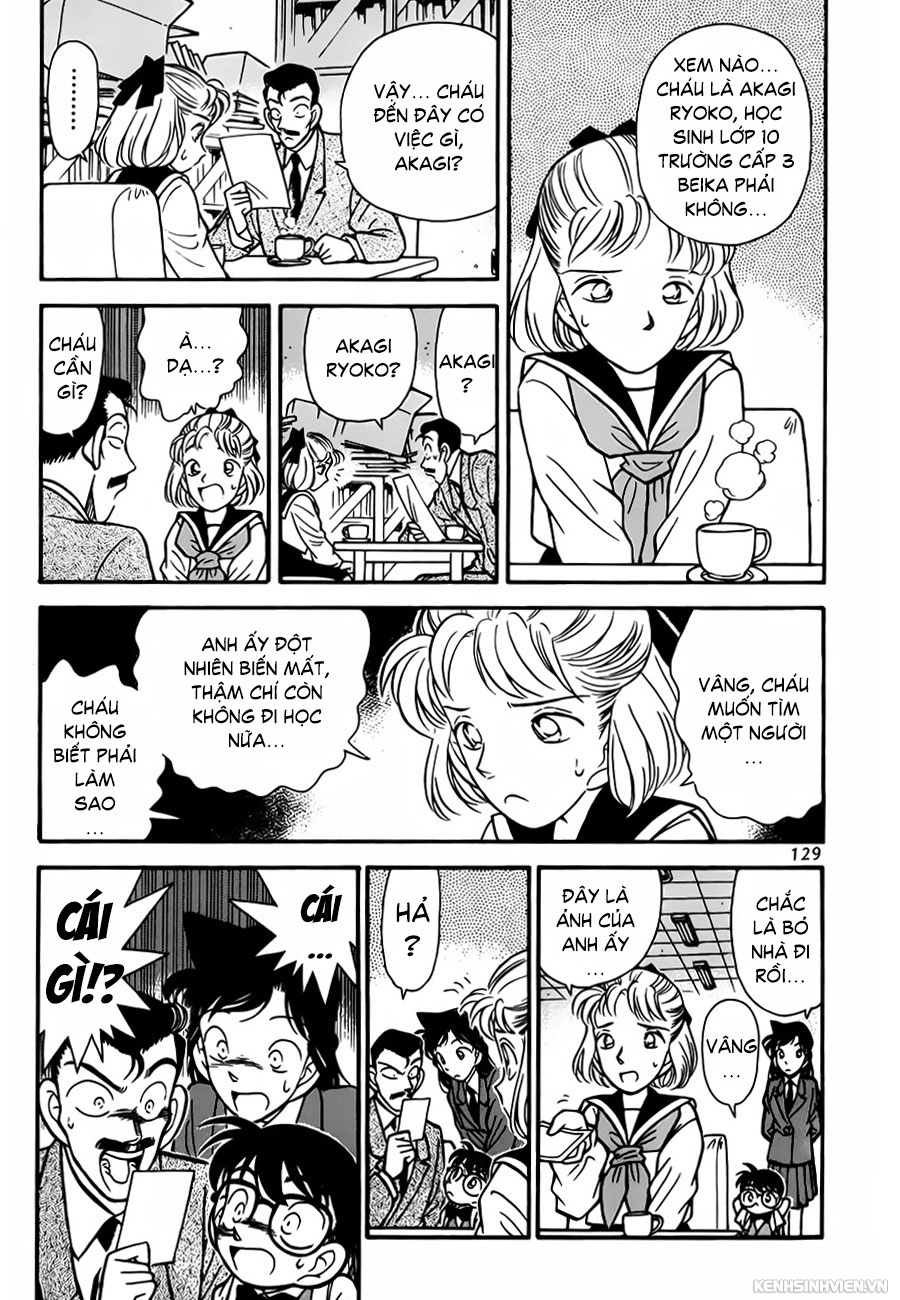 XEM NÀO...
CHÁU LÀ AKAGI
RYOKO, HỌC
SINH LỚP 10
TRƯỜNG CẤP 3
BEIKA PHẢI
KHÔNG...
VẬY... CHÁU
ĐẾN ĐÂY CÓ
VIỆC GÌ,
AKAGI?
.........
AKAGI
?
AKAGI
RYOKO?
À...
DẠ...?
CHÁU
CẦN
GÌ?
VÂNG, CHÁU
MUỐN TÌM
MỘT NGƯỜI
...
ANH ẤY ĐỘT
NHIÊN BIẾN MẤT,
THẬM CHÍ CÒN
KHÔNG ĐI HỌC
NỮA...
CHÁU
KHÔNG
BIẾT PHẢI
LÀM
SAO
...
129
CHẮC
LÀ BỎ
NHÀ ĐI
RỒI...
VÂNG
...
ĐÂY LÀ
ẢNH CỦA
ANH ẤY
...
HẢ
?
CÁI
...
CÁI
GÌ!?
KENHSINHVIEN.VN